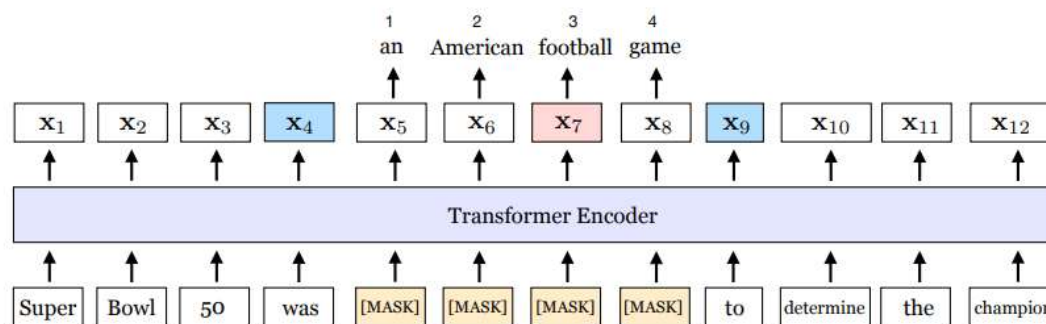 1 2 3 4
an American football game
x1 x2 x3 x4 x5 x6 x7 x8 x9 x10 x11 x12
Transformer Encoder
Super Bowl 50 was [MASK] [MASK] [MASK] [MASK] to determine the champion